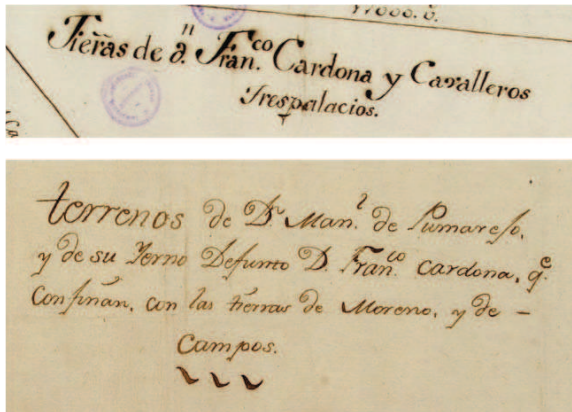 17000. v.
Tierras de d.n Fran.co Cardona y Cavalleros
Trespalacios.
terrenos de D.n Man.l de Pumarejo,
y de su Yerno Defunto D. Fran.co Cardona, q.e
Confinan, con las tierras de Moreno, y de -
Campos.